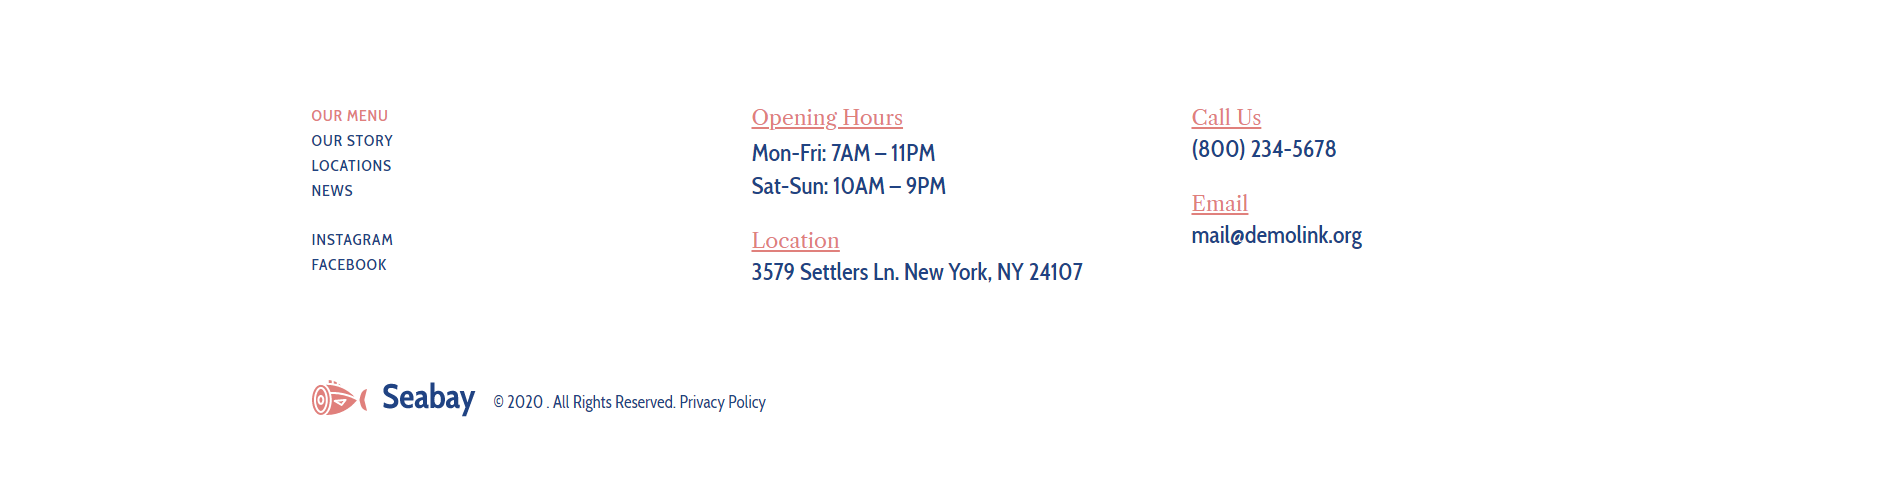 OUR MENU
OUR STORY
LOCATIONS
NEWS
INSTAGRAM
FACEBOOK
Opening Hours
Mon-Fri: 7AM – 11PM
Sat-Sun: 10AM – 9PM
Location
3579 Settlers Ln. New York, NY 24107
Call Us
(800) 234-5678
Email
mail@demolink.org
Seabay © 2020 . All Rights Reserved. Privacy Policy